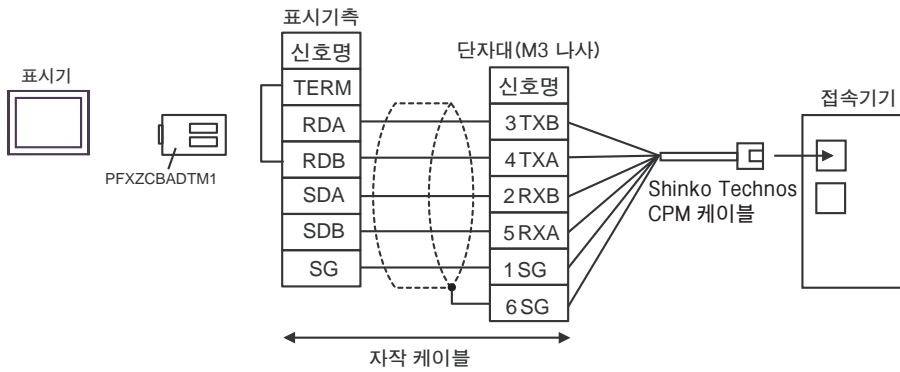 표시기
PFXZCBADTM1
표시기측
신호명
TERM
RDA
RDB
SDA
SDB
SG
단자대(M3 나사)
신호명
3 TXB
4 TXA
2 RXB
5 RXA
1 SG
6 SG
자작 케이블
Shinko Technos
CPM 케이블
접속기기